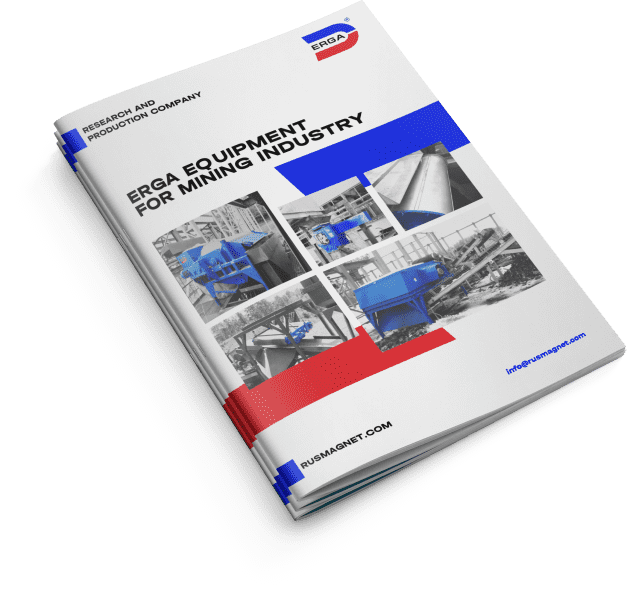 ERGA
®
RESEARCH AND
PRODUCTION COMPANY
ERGA EQUIPMENT
FOR MINING INDUSTRY
info@rusmagnet.com
RUSMAGNET.COM